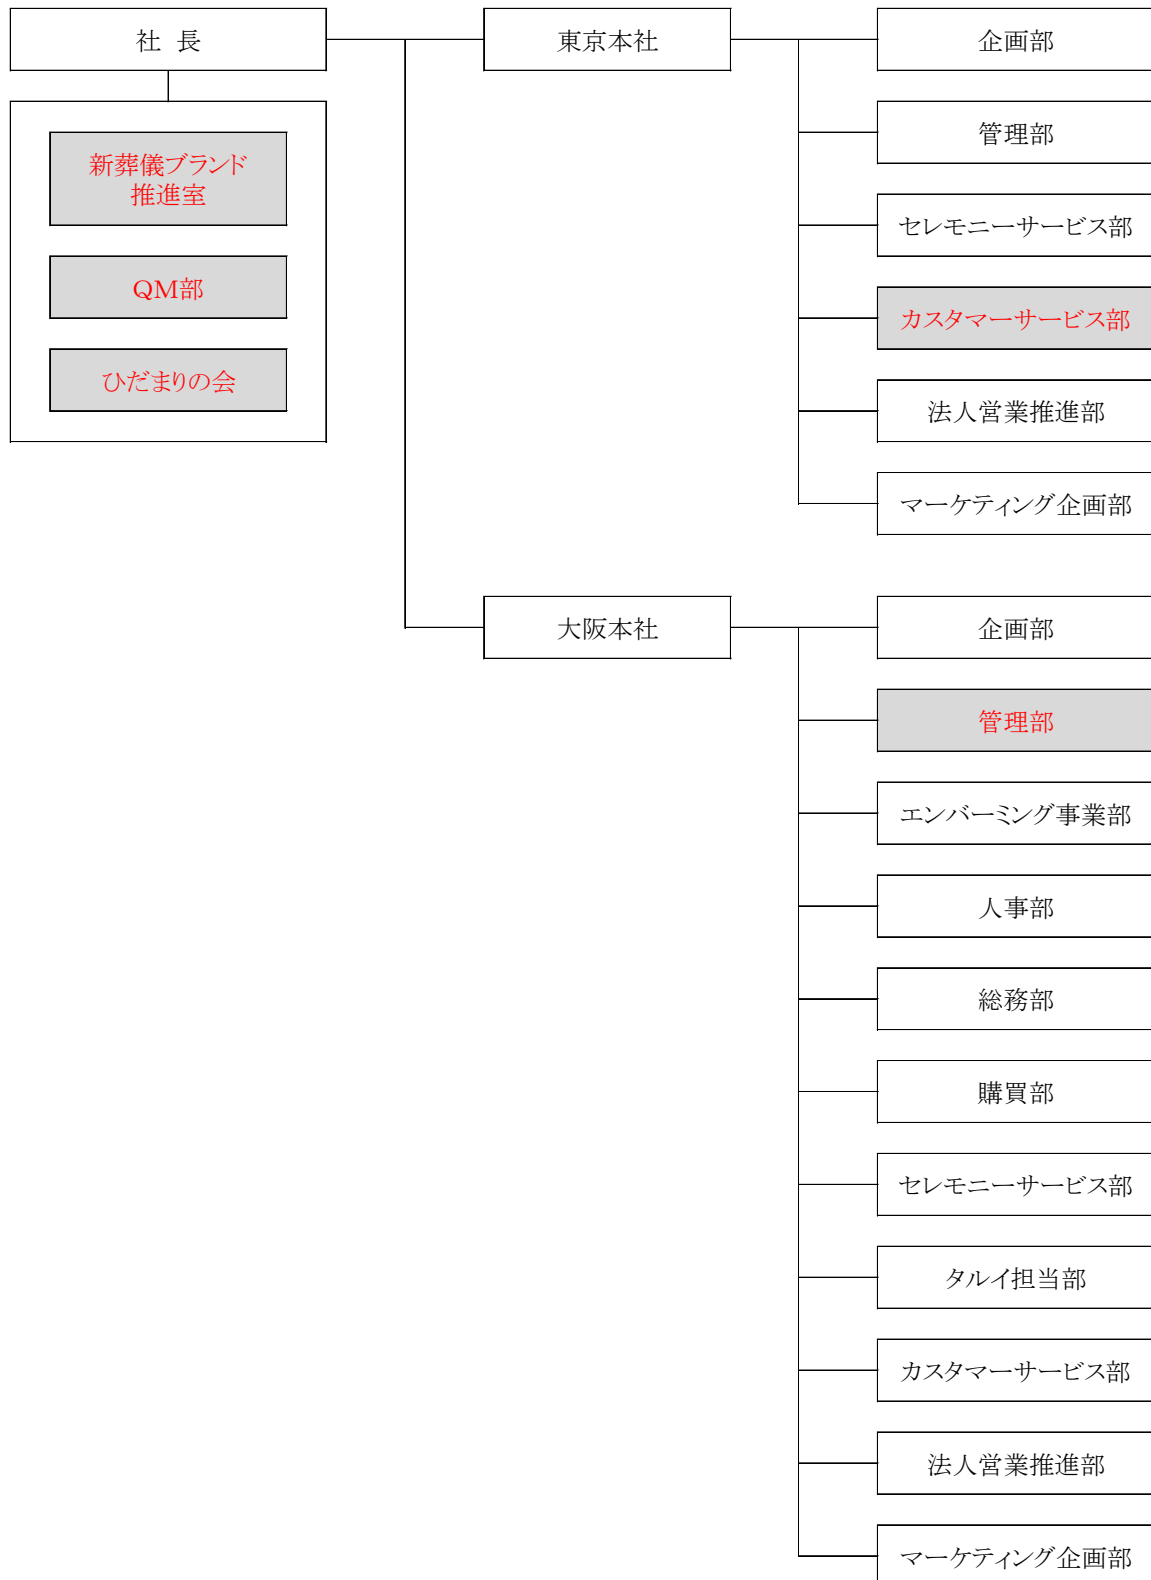 社 長
新葬儀ブランド
推進室
QM部
ひだまりの会
東京本社
企画部
管理部
セレモニーサービス部
カスタマーサービス部
法人営業推進部
マーケティング企画部
大阪本社
企画部
管理部
エンバーミング事業部
人事部
総務部
購買部
セレモニーサービス部
タルイ担当部
カスタマーサービス部
法人営業推進部
マーケティング企画部